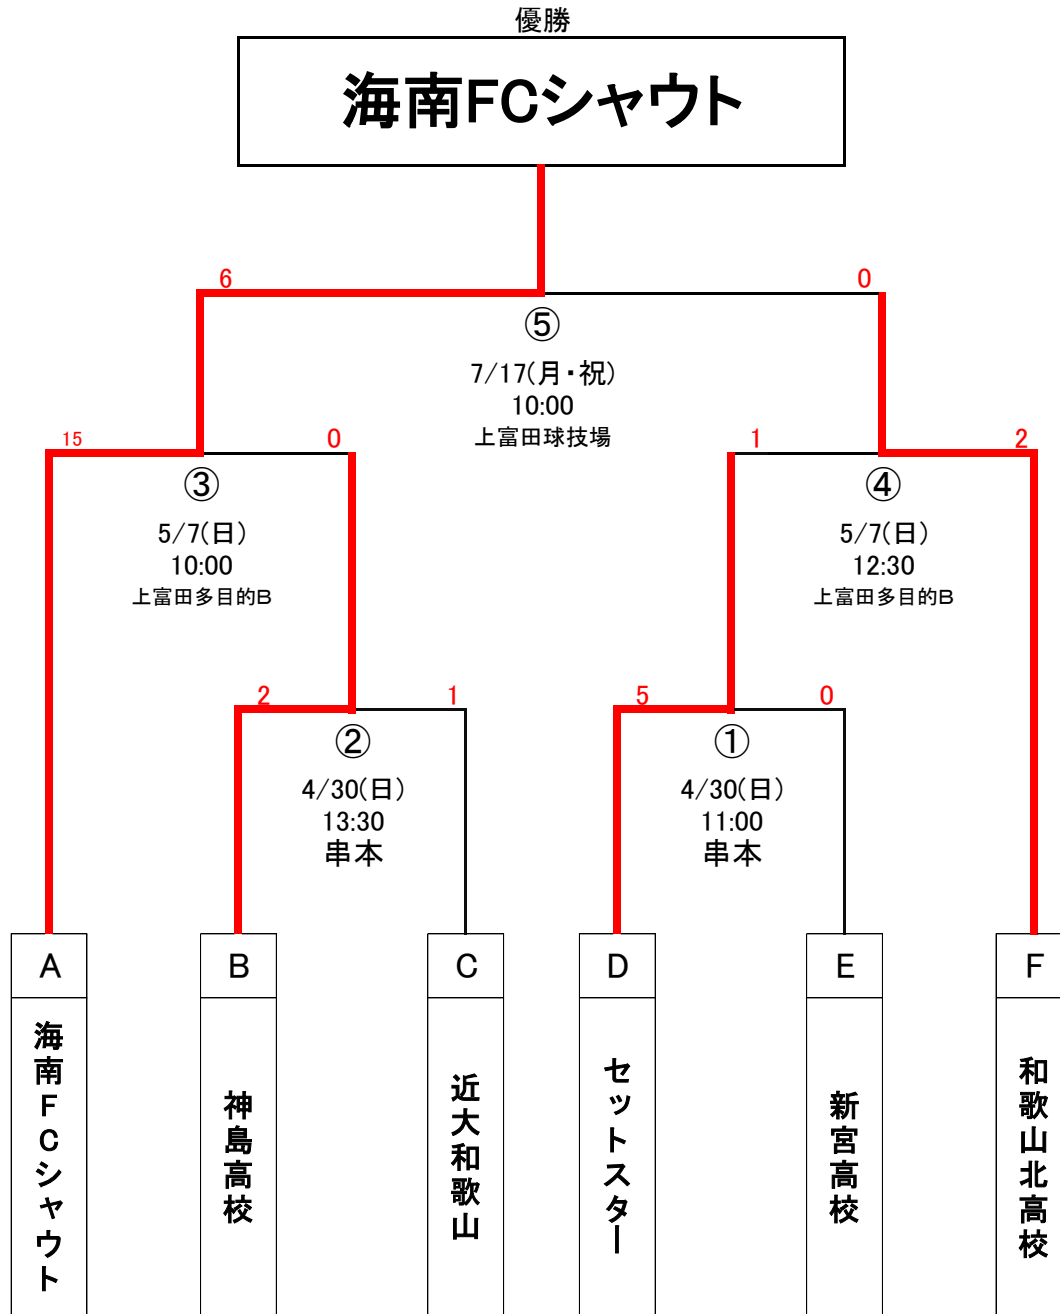 優勝
海南FCシャウト
6
0
⑤
7/17(月・祝)
10:00
上富田球技場
15
0
1
2
③
5/7(日)
10:00
上富田多目的B
④
5/7(日)
12:30
上富田多目的B
2
1
5
0
②
4/30(日)
13:30
串本
①
4/30(日)
11:00
串本
A
B
C
D
E
F
海南FCシャウト
神島高校
近大和歌山
セットスター
新宮高校
和歌山北高校